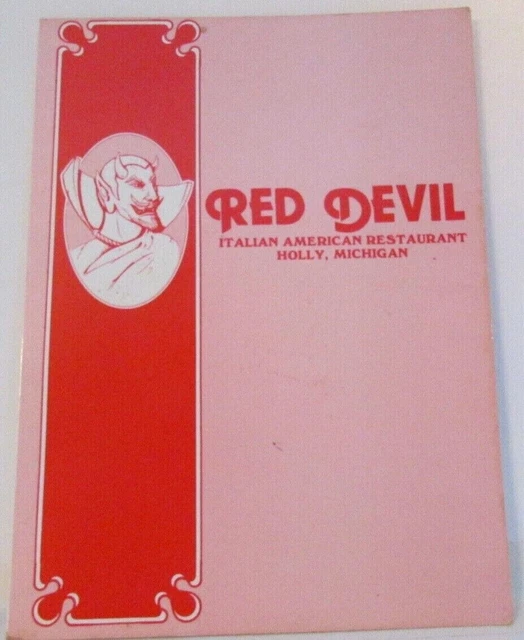 RED DEVIL
ITALIAN AMERICAN RESTAURANT
HOLLY, MICHIGAN